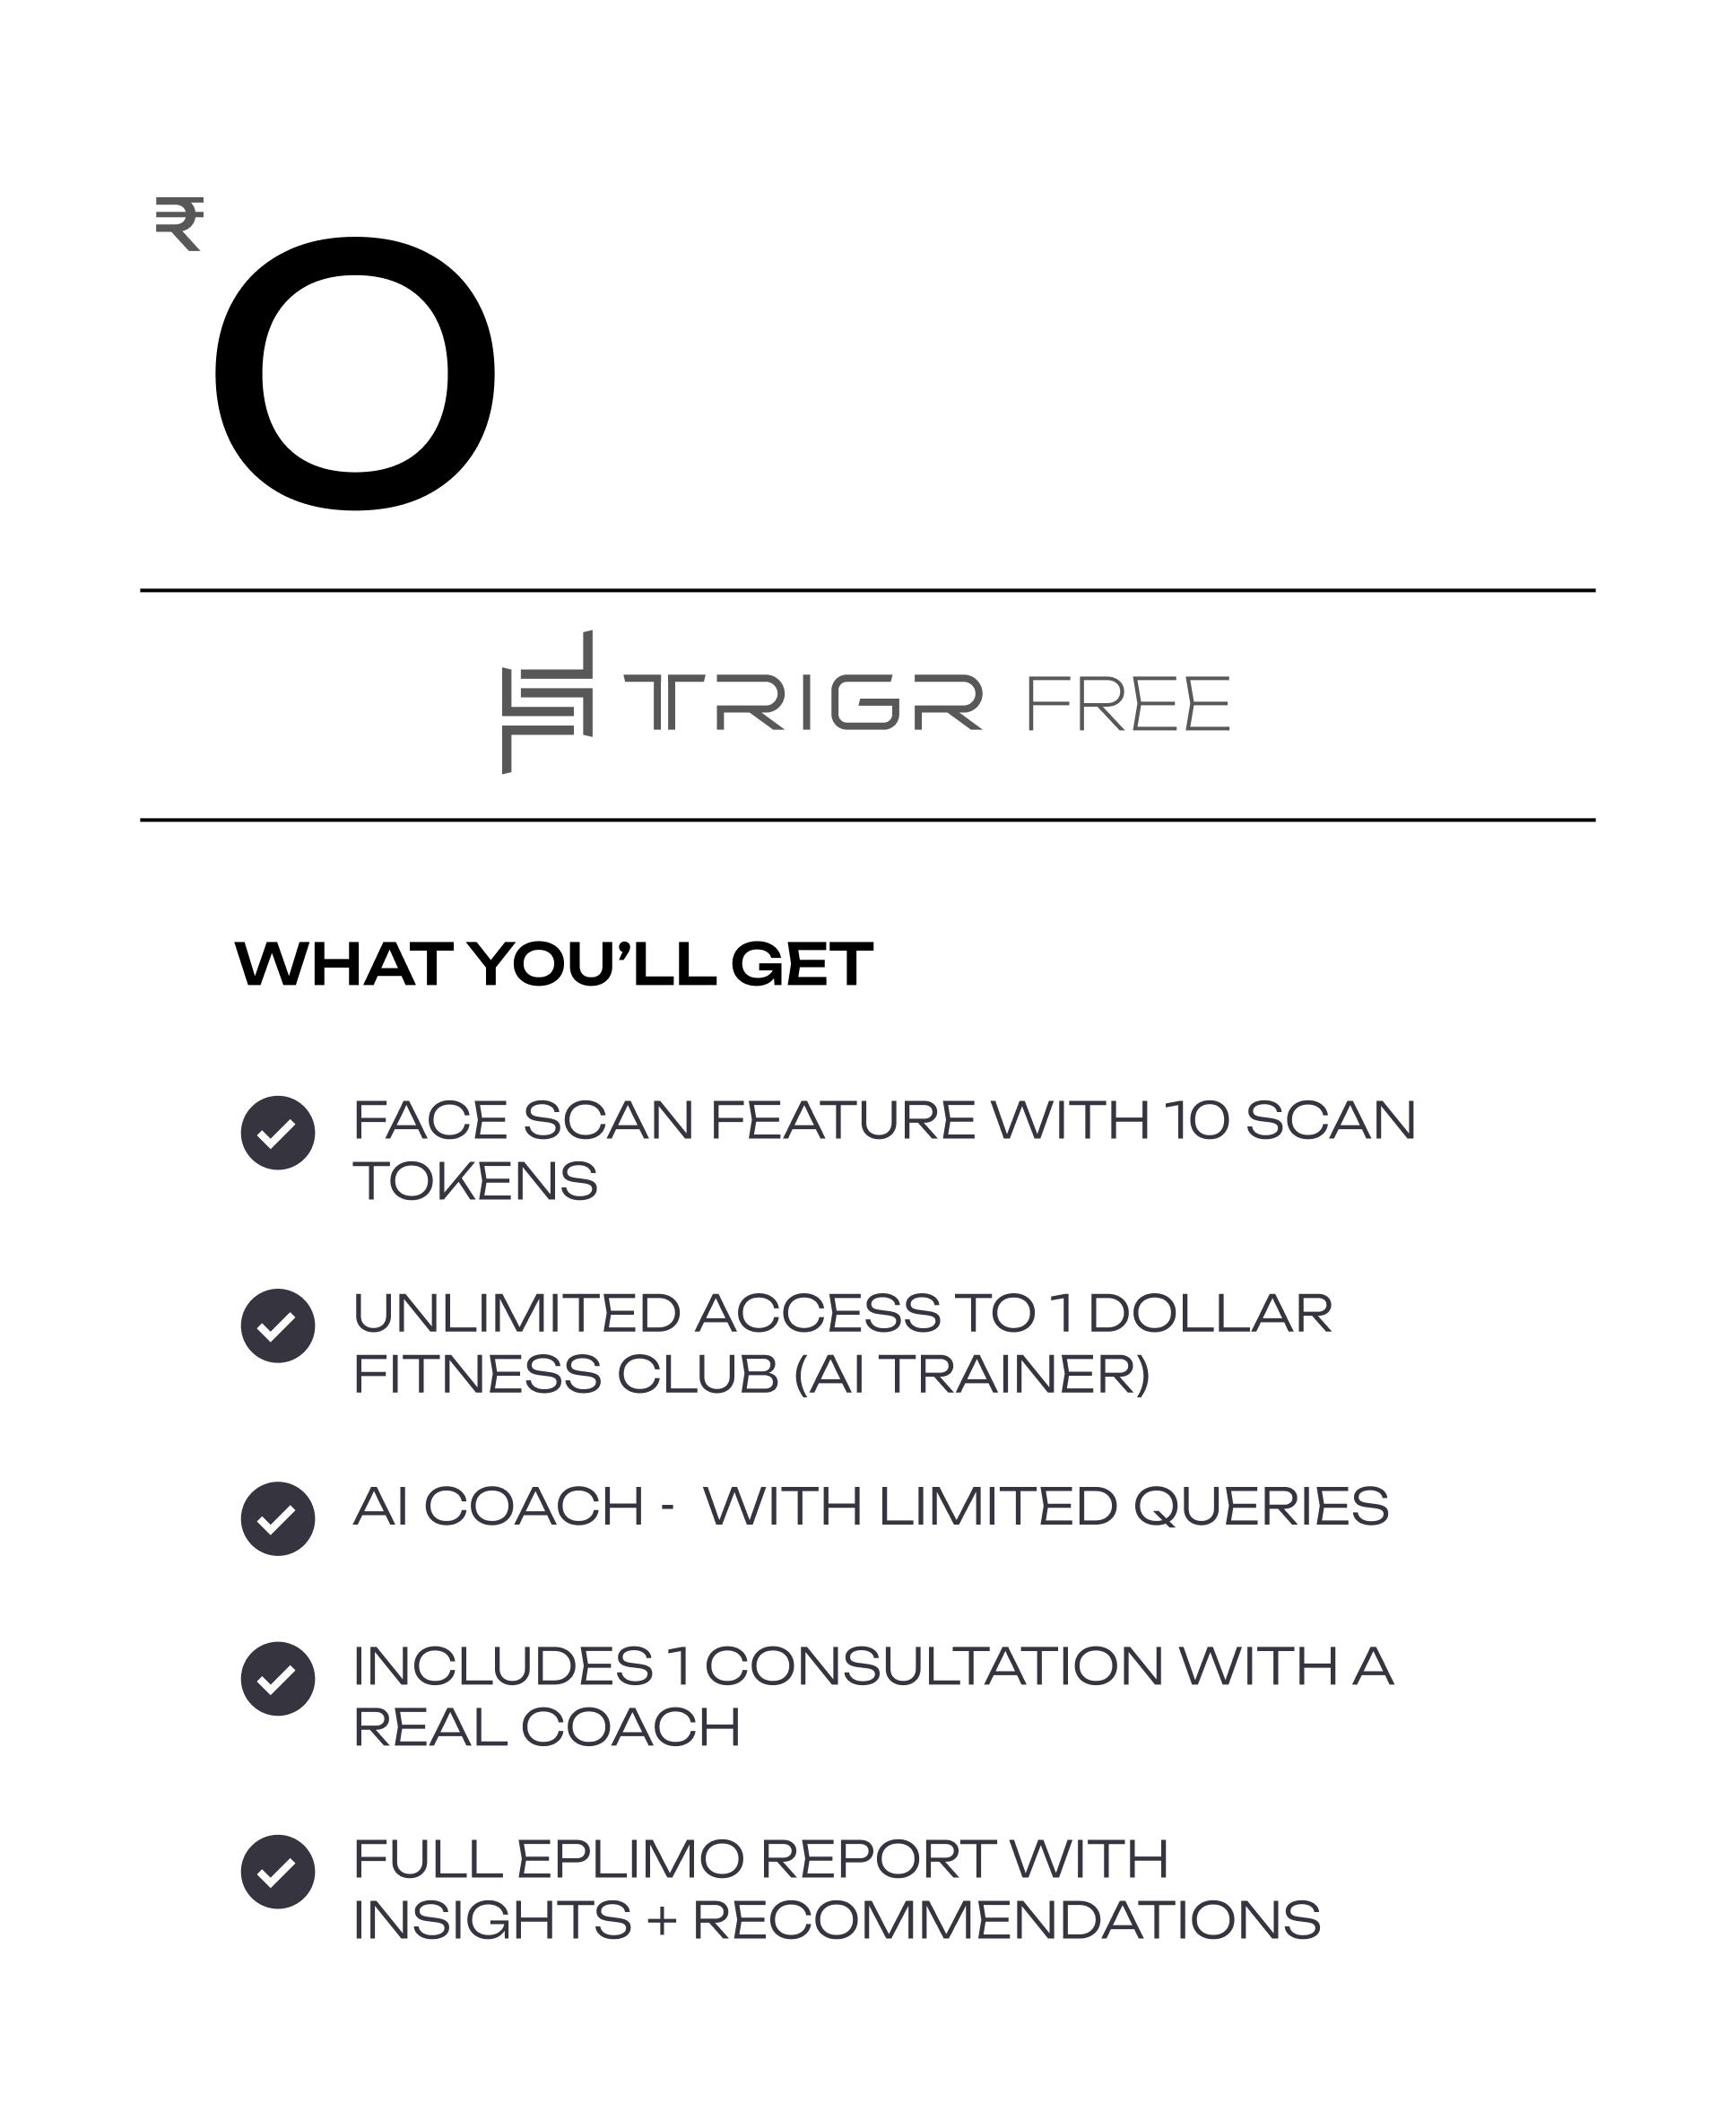 ₹
0
TRIGR FREE
WHAT YOU'LL GET
FACE SCAN FEATURE WITH 10 SCAN
TOKENS
UNLIMITED ACCESS TO 1 DOLLAR
FITNESS CLUB (AI TRAINER)
AI COACH - WITH LIMITED QUERIES
INCLUDES 1 CONSULTATION WITH A
REAL COACH
FULL EPLIMO REPORT WITH
INSIGHTS + RECOMMENDATIONS